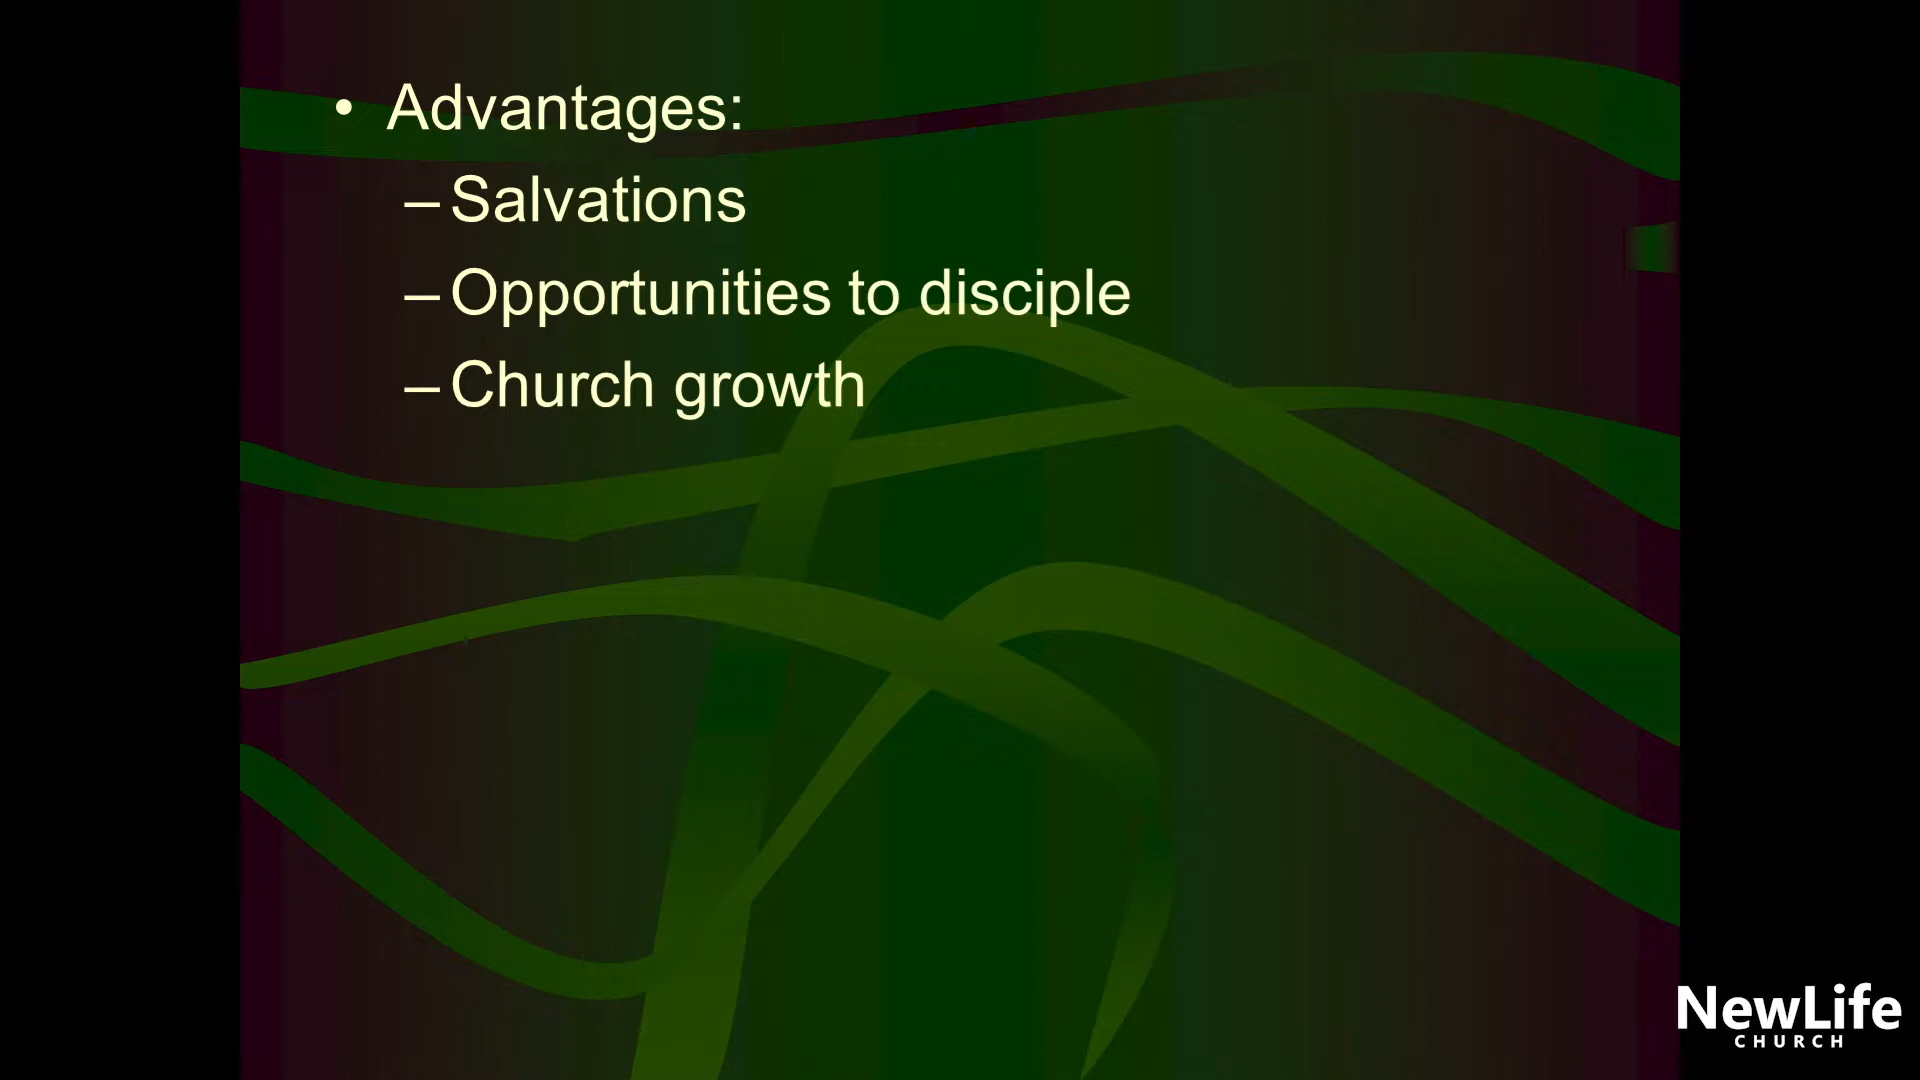 • Advantages:
– Salvations
– Opportunities to disciple
– Church growth
NewLife
CHURCH